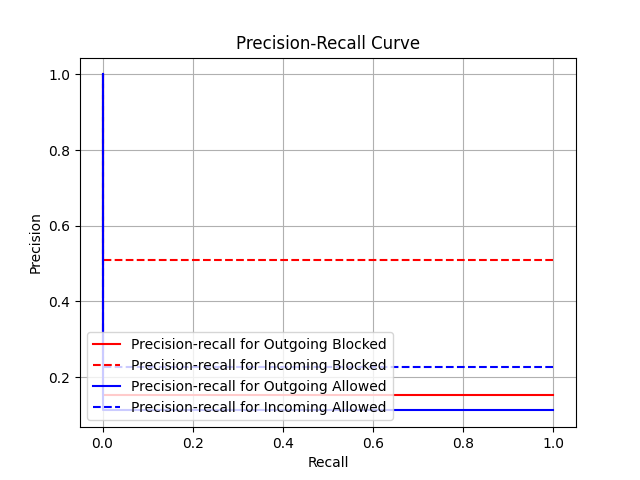 Precision-Recall Curve
1.0
0.8
0.6
0.4
0.2
Precision
Precision-recall for Outgoing Blocked
Precision-recall for Incoming Blocked
Precision-recall for Outgoing Allowed
Precision-recall for Incoming Allowed
0.0 0.2 0.4 0.6 0.8 1.0
Recall